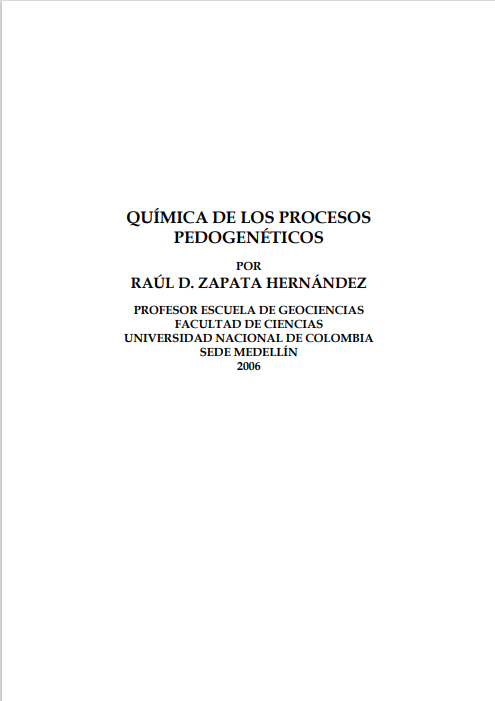 QUÍMICA DE LOS PROCESOS
PEDOGENÉTICOS
POR
RAÚL D. ZAPATA HERNÁNDEZ
PROFESOR ESCUELA DE GEOCIENCIAS
FACULTAD DE CIENCIAS
UNIVERSIDAD NACIONAL DE COLOMBIA
SEDE MEDELLÍN
2006